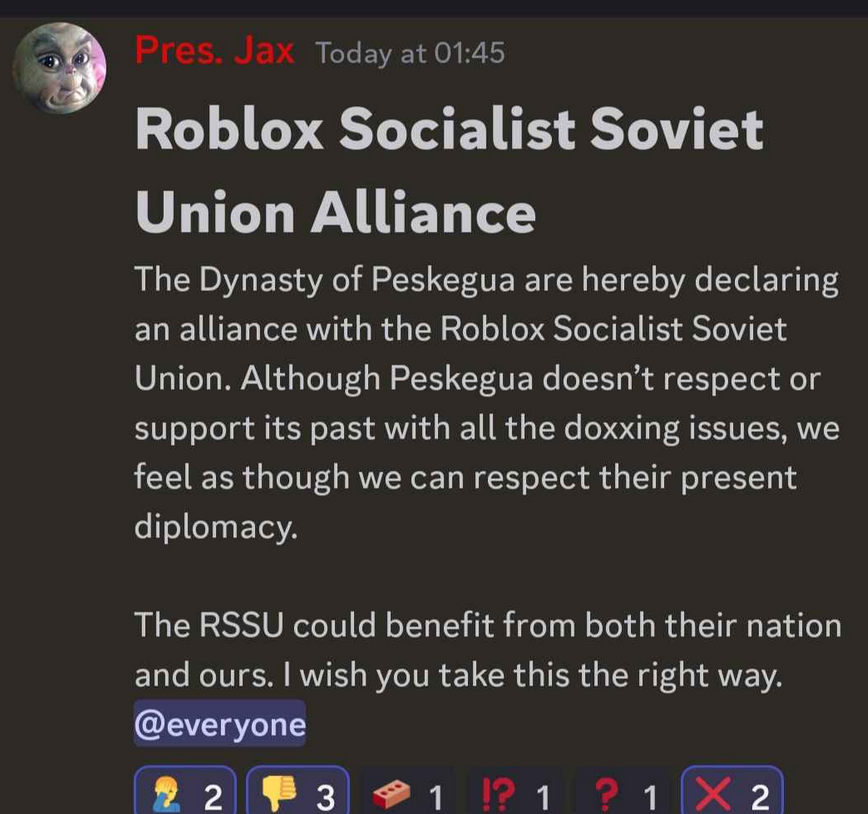 Pres. Jax Today at 01:45
Roblox Socialist Soviet
Union Alliance
The Dynasty of Peskegua are hereby declaring
an alliance with the Roblox Socialist Soviet
Union. Although Peskegua doesn’t respect or
support its past with all the doxxing issues, we
feel as though we can respect their present
diplomacy.
The RSSU could benefit from both their nation
and ours. I wish you take this the right way.
@everyone
🤦‍♂️ 2 👎 3 🧱 1 ⁉️ 1 ❓ 1 ❌ 2